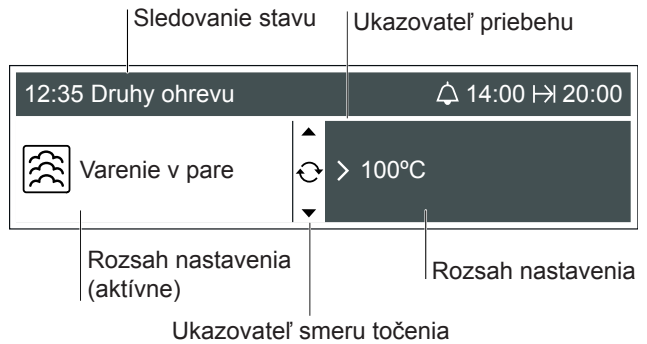 Sledovanie stavu
Ukazovateľ priebehu
12:35 Druhy ohrevu 14:00 20:00
Varenie v pare
100ºC
Rozsah nastavenia
(aktívne)
Rozsah nastavenia
Ukazovateľ smeru točenia